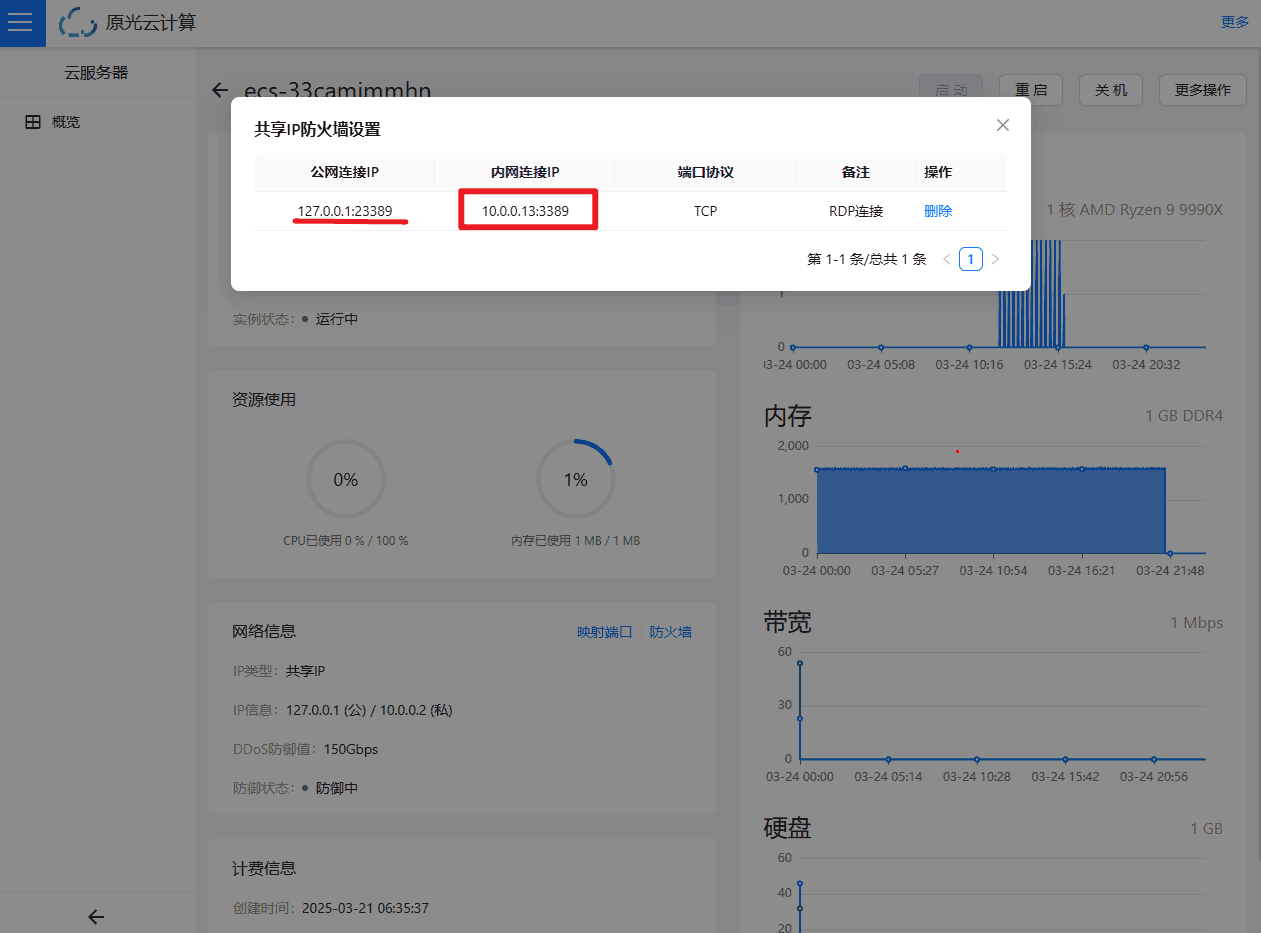 原光云计算
更多
云服务器
概览
ecs-33camimmhn
启 动
重 启
关 机
更多操作
共享IP防火墙设置
公网连接IP 内网连接IP 端口协议 备注 操作
127.0.0.1:23389 10.0.0.13:3389 TCP RDP连接 删除
第 1-1 条/总共 1 条 < 1 >
1 核 AMD Ryzen 9 9990X
实例状态： 运行中
0
03-24 00:00 03-24 05:08 03-24 10:16 03-24 15:24 03-24 20:32
资源使用
0%
1%
CPU已使用 0 % / 100 %
内存已使用 1 MB / 1 MB
内存
1 GB DDR4
2,000
1,000
0
03-24 00:00 03-24 05:27 03-24 10:54 03-24 16:21 03-24 21:48
网络信息
映射端口
防火墙
IP类型： 共享IP
IP信息： 127.0.0.1 (公) / 10.0.0.2 (私)
DDoS防御值： 150Gbps
防御状态： 防御中
带宽
1 Mbps
60
30
0
03-24 00:00 03-24 05:14 03-24 10:28 03-24 15:42 03-24 20:56
计费信息
创建时间： 2025-03-21 06:35:37
硬盘
1 GB
60
40
20